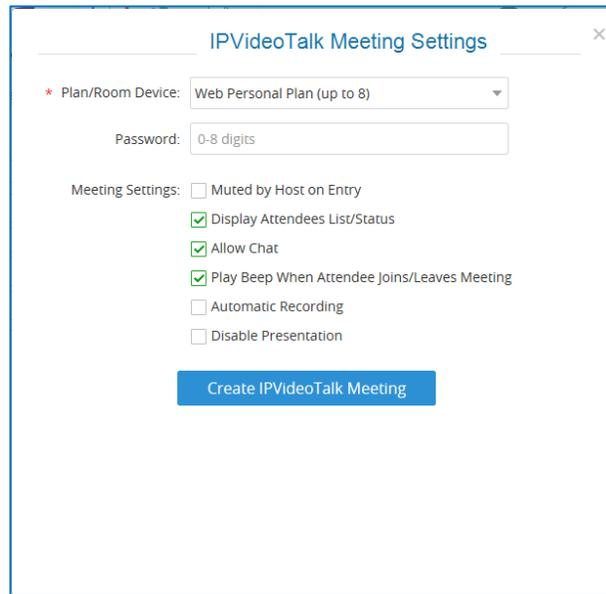 IPVideoTalk Meeting Settings
* Plan/Room Device: Web Personal Plan (up to 8)
Password: 0-8 digits
Meeting Settings: Muted by Host on Entry
Display Attendees List/Status
Allow Chat
Play Beep When Attendee Joins/Leaves Meeting
Automatic Recording
Disable Presentation
Create IPVideoTalk Meeting